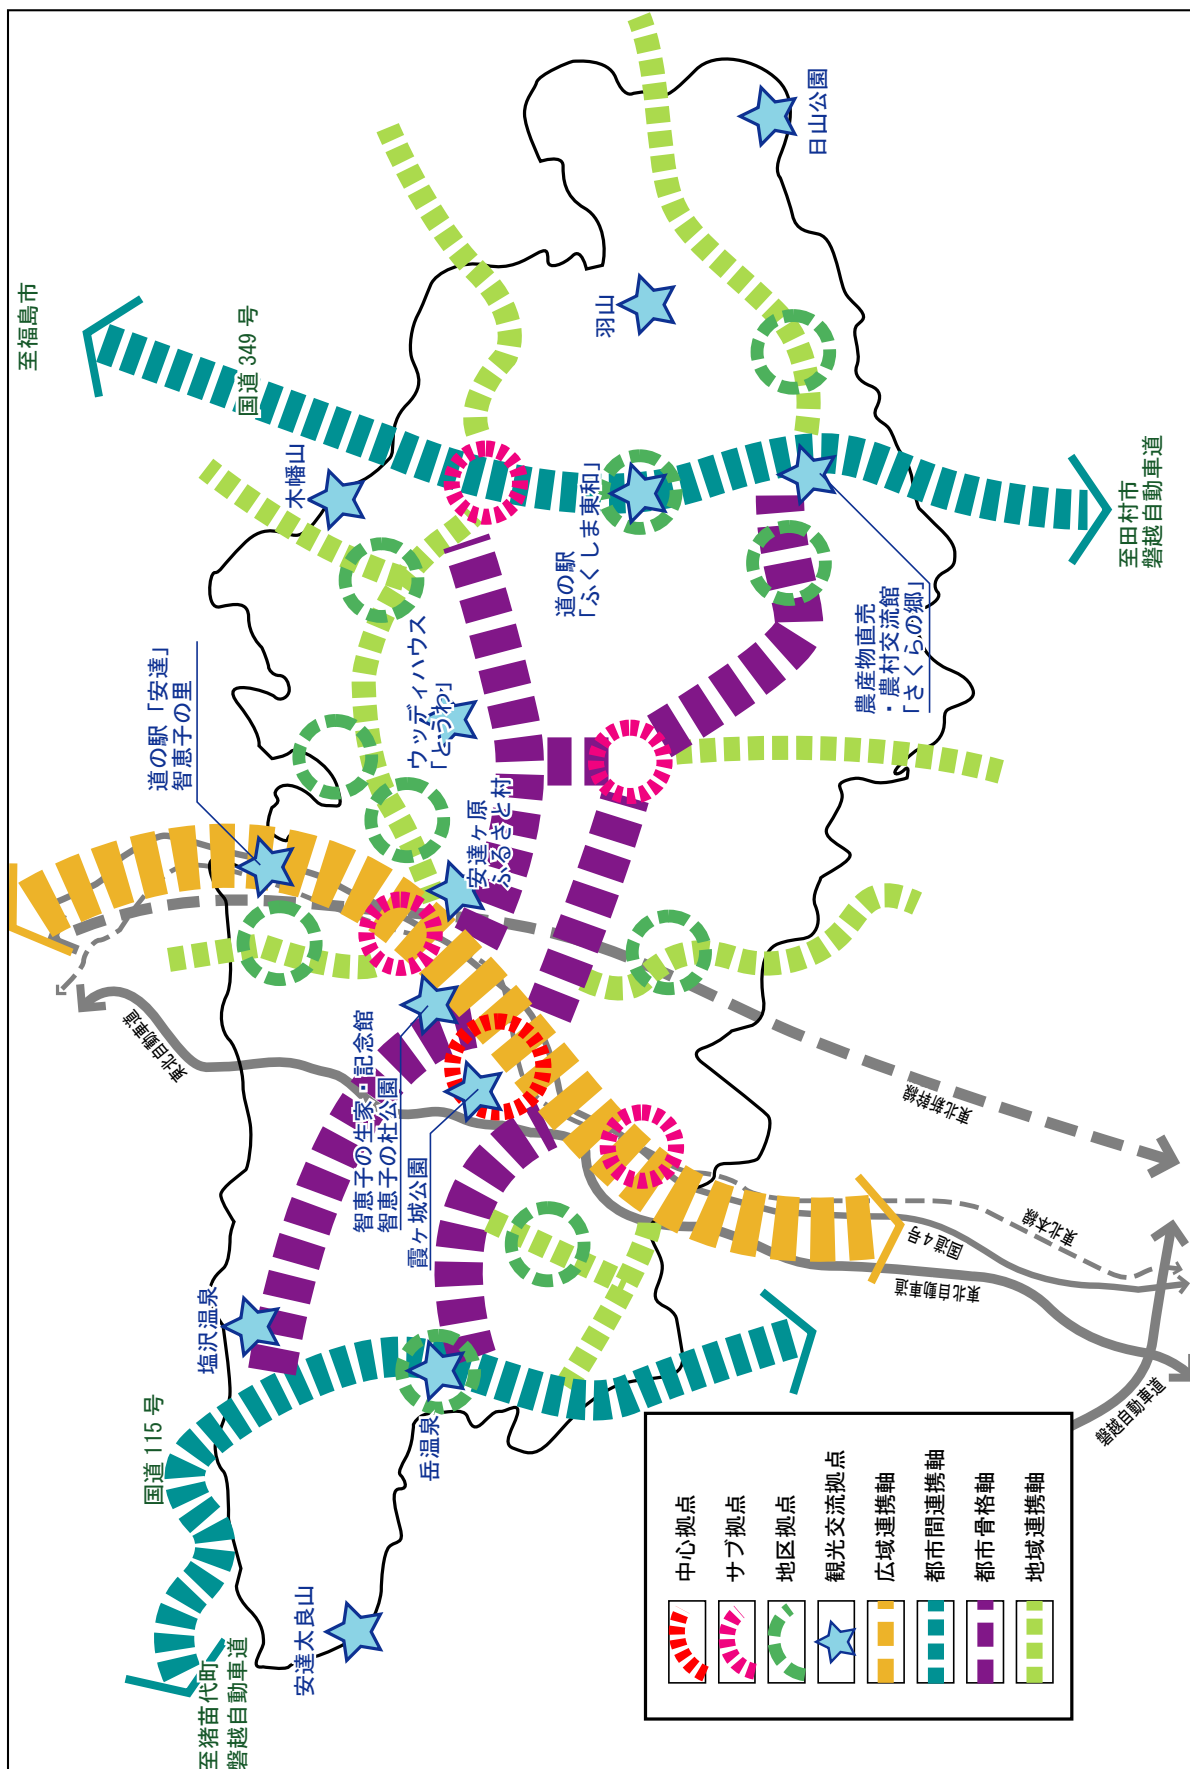 至福島市
国道 349 号
木幡山
羽山
日山公園
道の駅「安達」
智恵子の里
ウッディハウス
「とうわ」
道の駅
「ふくしま東和」
農産物直売
・農村交流館
「さくらの郷」
至田村市
磐越自動車道
安達ヶ原
ふるさと村
東北自動車道
智恵子の生家・記念館
智恵子の杜公園
霞ヶ城公園
東北新幹線
東北本線
国道4号
東北自動車道
磐越自動車道
塩沢温泉
岳温泉
国道 115 号
安達太良山
至猪苗代町
磐越自動車道
中心拠点
サブ拠点
地区拠点
観光交流拠点
広域連携軸
都市間連携軸
都市骨格軸
地域連携軸